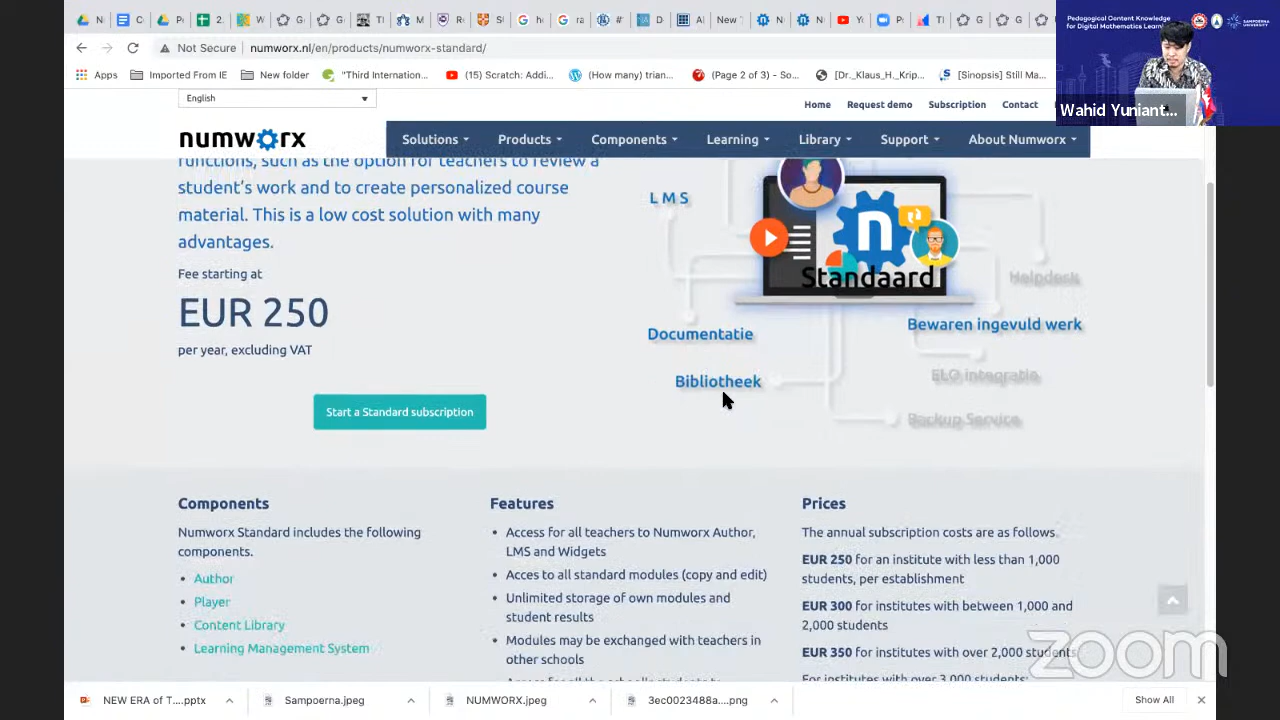 Not Secure
numworx.nl/en/products/numworx-standard/
Apps
Imported From IE
New folder
"Third Internation...
(15) Scratch: Addi...
(How many) trian...
(Page 2 of 3) - So...
[Dr._Klaus_H._Krip...
[Sinopsis] Still Ma...
Pedagogical Content Knowledge
for Digital Mathematics
Wahid Yuniant...
English
Home
Request demo
Subscription
Contact
numworx
Solutions
Products
Components
Learning
Library
Support
About Numworx
functions, such as the option for teachers to review a
student's work and to create personalized course
material. This is a low cost solution with many
advantages.
Fee starting at
EUR 250
per year, excluding VAT
Start a Standard subscription
LMS
n
Standaard
Helpdesk
Documentatie
Bewaren ingevuld werk
Bibliotheek
ELO integratie
Backup Service
Components
Numworx Standard includes the following
components.
• Author
• Player
• Content Library
• Learning Management System
Features
• Access for all teachers to Numworx Author,
LMS and Widgets
• Acces to all standard modules (copy and edit)
• Unlimited storage of own modules and
student results
• Modules may be exchanged with teachers in
other schools
Prices
The annual subscription costs are as follows.
EUR 250 for an institute with less than 1,000
students, per establishment
EUR 300 for institutes with between 1,000 and
2,000 students
EUR 350 for institutes with over 2,000 students
For institutes with over 3,000 students:
zoom
NEW ERA of T....pptx
Sampoerna.jpeg
NUMWORX.jpeg
3ec0023488a....png
Show All